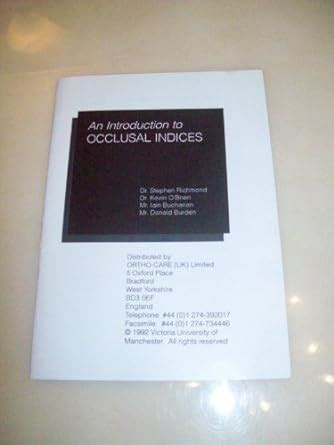 An Introduction to
OCCLUSAL INDICES
Dr. Stephen Richmond
Dr. Kevin O'Brien
Mr. Iain Buchanan
Mr. Donald Burden
Distributed by
ORTHO-CARE (UK) Limited
5 Oxford Place
Bradford
West Yorkshire
BD3 0EF
England
Telephone #44 (0)1 274-392017
Facsimile: #44 (0)1 274-734446
© 1992 Victoria University of
Manchester. All rights reserved